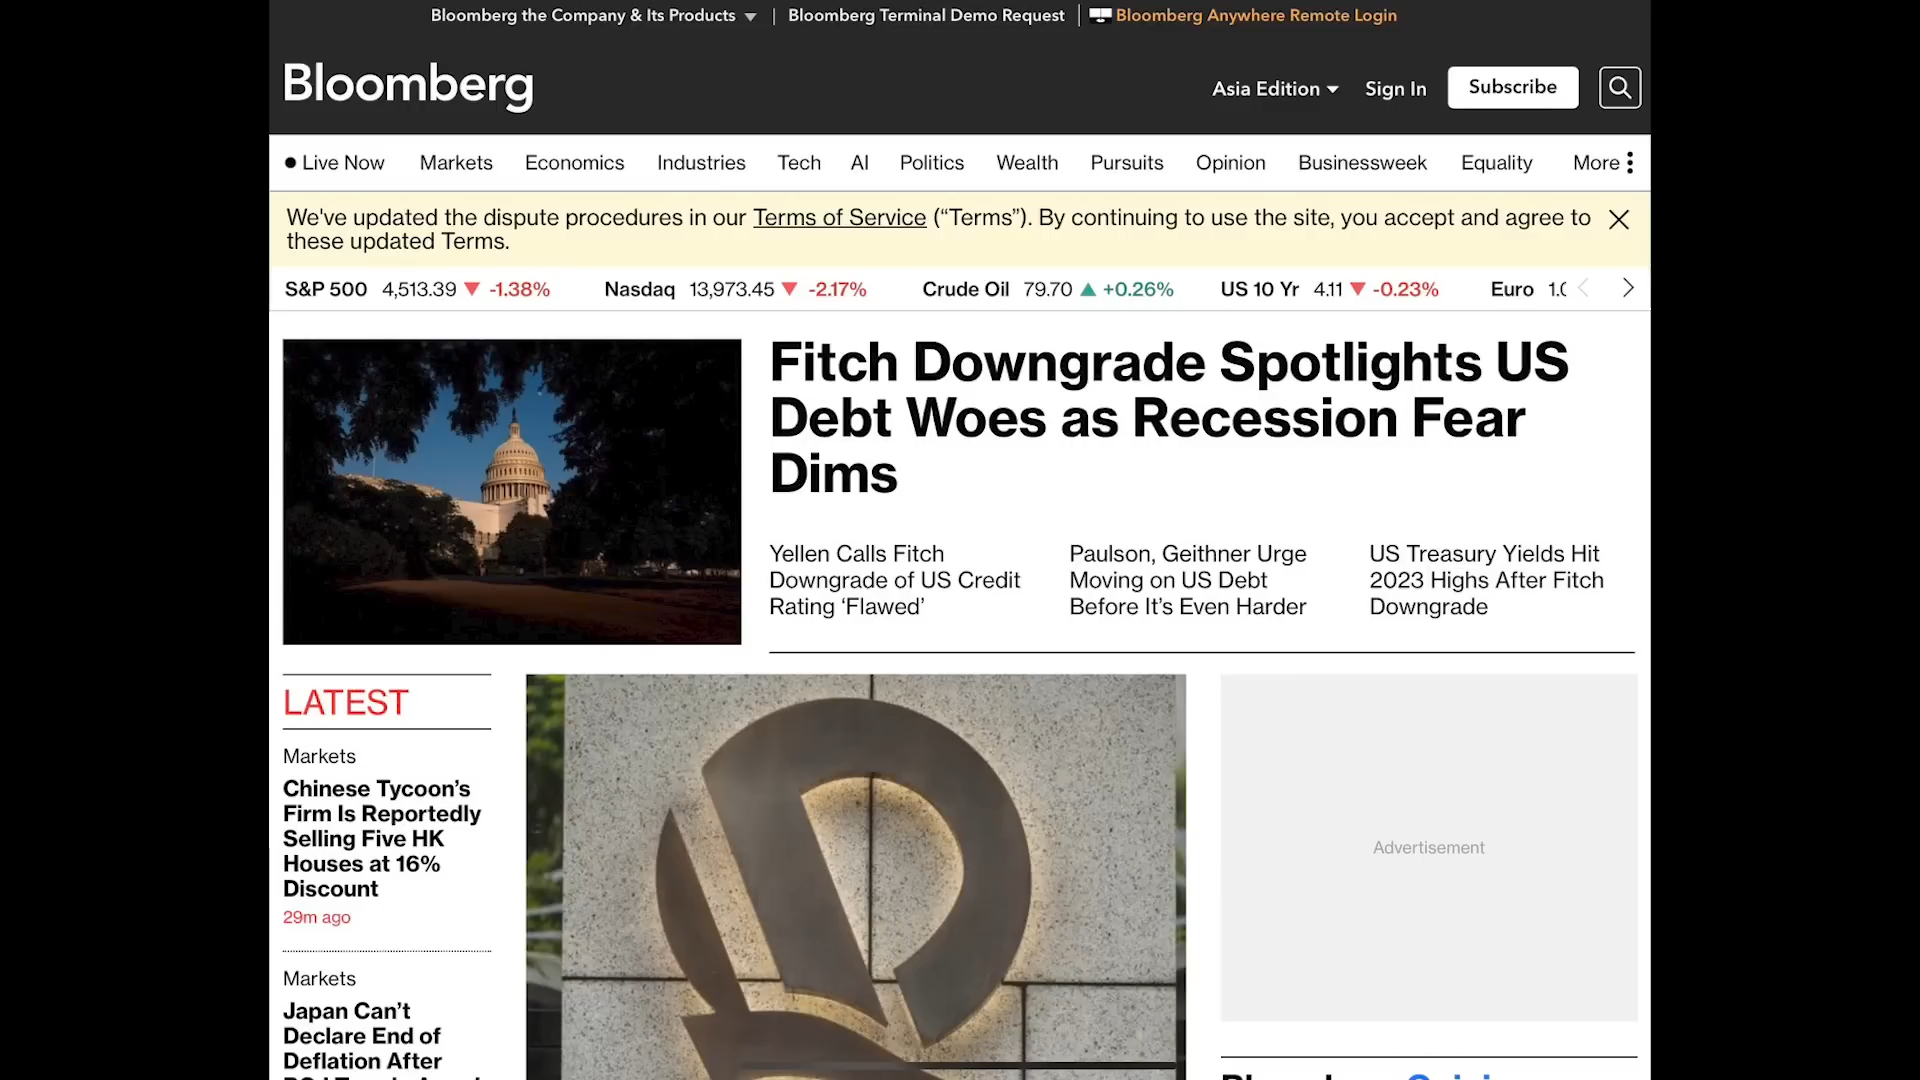 Bloomberg the Company & Its Products
Bloomberg Terminal Demo Request
Bloomberg Anywhere Remote Login
Bloomberg
Asia Edition
Sign In
Subscribe
Live Now
Markets
Economics
Industries
Tech
AI
Politics
Wealth
Pursuits
Opinion
Businessweek
Equality
More
We've updated the dispute procedures in our Terms of Service (“Terms”). By continuing to use the site, you accept and agree to
these updated Terms.
S&P 500 4,513.39 ▼ -1.38%
Nasdaq 13,973.45 ▼ -2.17%
Crude Oil 79.70 ▲ +0.26%
US 10 Yr 4.11 ▼ -0.23%
Euro
Fitch Downgrade Spotlights US
Debt Woes as Recession Fear
Dims
Yellen Calls Fitch
Downgrade of US Credit
Rating ‘Flawed’
Paulson, Geithner Urge
Moving on US Debt
Before It’s Even Harder
US Treasury Yields Hit
2023 Highs After Fitch
Downgrade
LATEST
Markets
Chinese Tycoon’s
Firm Is Reportedly
Selling Five HK
Houses at 16%
Discount
29m ago
Markets
Japan Can’t
Declare End of
Deflation After
Advertisement